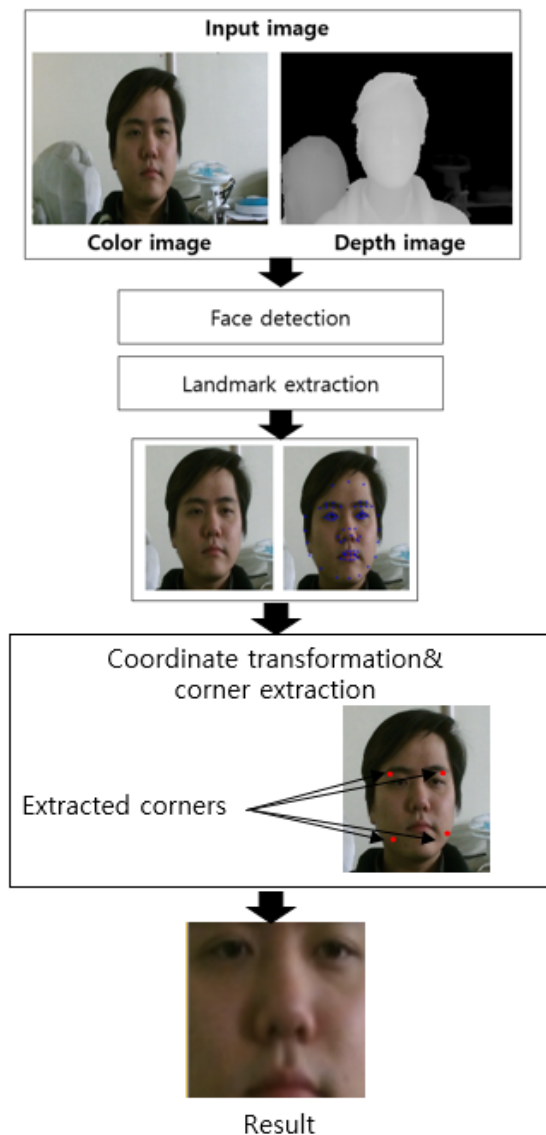 Input image
Color image
Depth image
Face detection
Landmark extraction
Coordinate transformation&
corner extraction
Extracted corners
Result